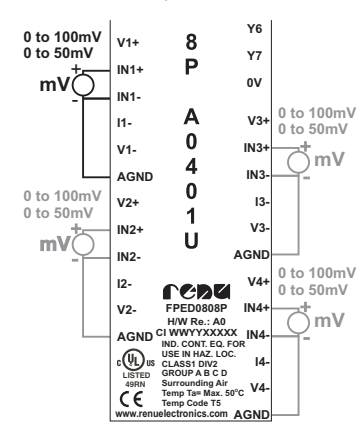 0 to 100mV
0 to 50mV
+
mV
-
V1+
IN1+
IN1-
I1-
V1-
AGND
0 to 100mV
0 to 50mV
+
mV
-
V2+
IN2+
IN2-
I2-
V2-
AGND
8
P
A
0
4
0
1
U
Y6
Y7
0V
V3+
IN3+
IN3-
I3-
V3-
AGND
0 to 100mV
0 to 50mV
+
mV
-
V4+
IN4+
IN4-
I4-
V4-
AGND
0 to 100mV
0 to 50mV
+
mV
-
renu
FPED0808P
H/W Re.: A0
CI WWYYXXXXX
IND. CONT. EQ. FOR
USE IN HAZ. LOC.
CLASS1 DIV2
GROUP A B C D
Surrounding Air
Temp Ta= Max. 50°C
Temp Code T5
c UL us
LISTED
49RN
CE
www.renuelectronics.com